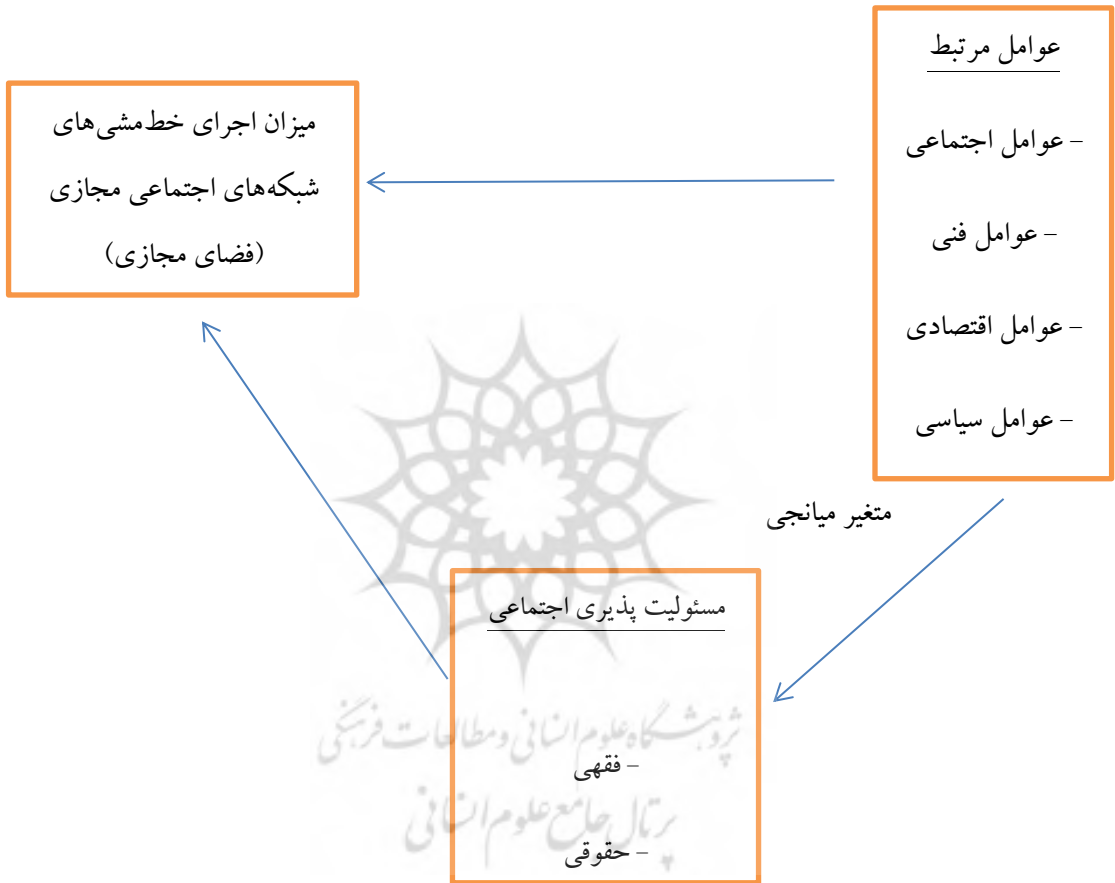 عوامل مرتبط
- عوامل اجتماعی
- عوامل فنی
- عوامل اقتصادی
- عوامل سیاسی
میزان اجرای خط‌مشی‌های
شبکه‌های اجتماعی مجازی
(فضای مجازی)
متغیر میانجی
مسئولیت پذیری اجتماعی
- فقهی
- حقوقی
پژوهشگاه علوم انسانی و مطالعات فرهنگی
پرتال جامع علوم انسانی